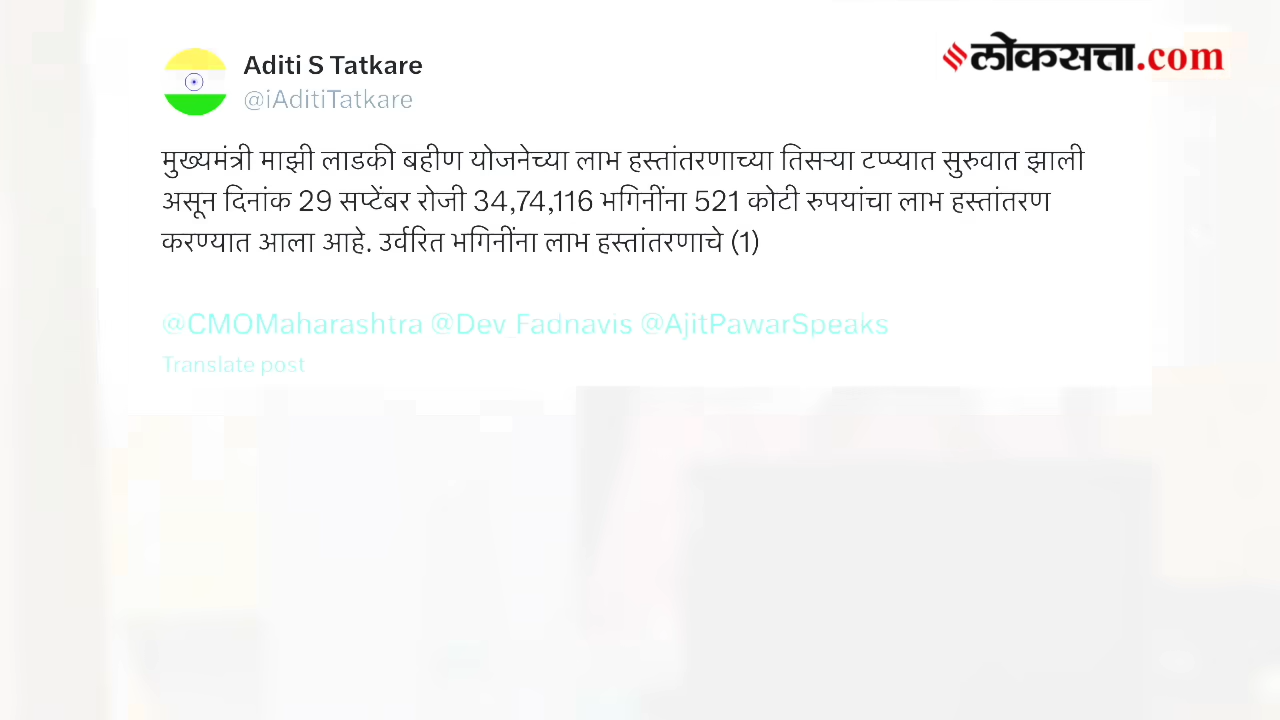 Aditi S Tatkare
लोकसत्ता.com
@iAditiTatkare
मुख्यमंत्री माझी लाडकी बहीण योजनेच्या लाभ हस्तांतरणाच्या तिसऱ्या टप्प्यात सुरुवात झाली
असून दिनांक 29 सप्टेंबर रोजी 34,74,116 भगिनींना 521 कोटी रुपयांचा लाभ हस्तांतरण
करण्यात आला आहे. उर्वरित भगिनींना लाभ हस्तांतरणाचे (1)
@CMOMaharashtra @Dev_Fadnavis @AjitPawarSpeaks
Translate post